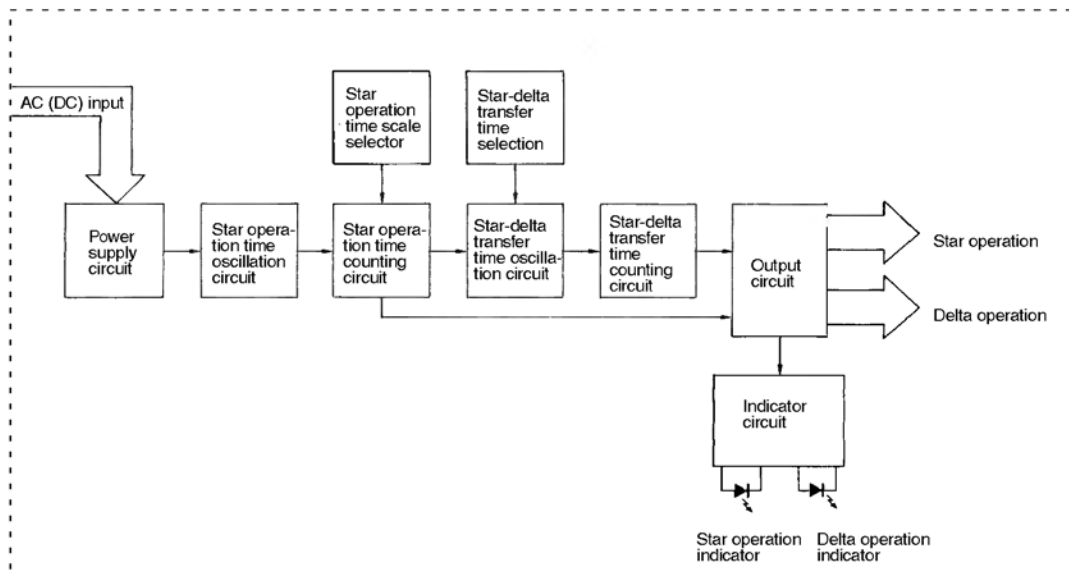 AC (DC) input
Star
operation
time scale
selector
Star-delta
transfer
time
selection
Power
supply
circuit
Star opera-
tion time
oscillation
circuit
Star opera-
tion time
counting
circuit
Star-delta
transfer
time oscilla-
tion circuit
Star-delta
transfer
time
counting
circuit
Output
circuit
Star operation
Delta operation
Indicator
circuit
Star operation
indicator
Delta operation
indicator